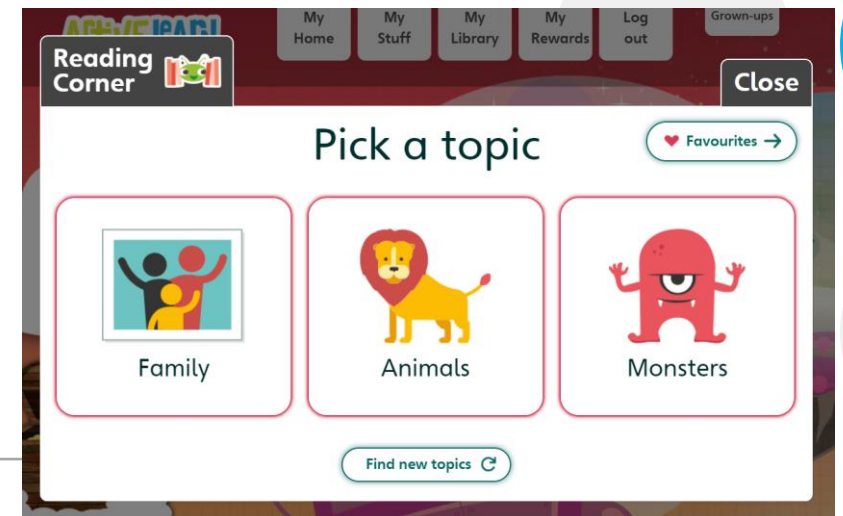 My Home
My Stuff
My Library
My Rewards
Log out
Grown-ups
Reading
Corner
Close
Pick a topic
Favourites
Family
Animals
Monsters
Find new topics